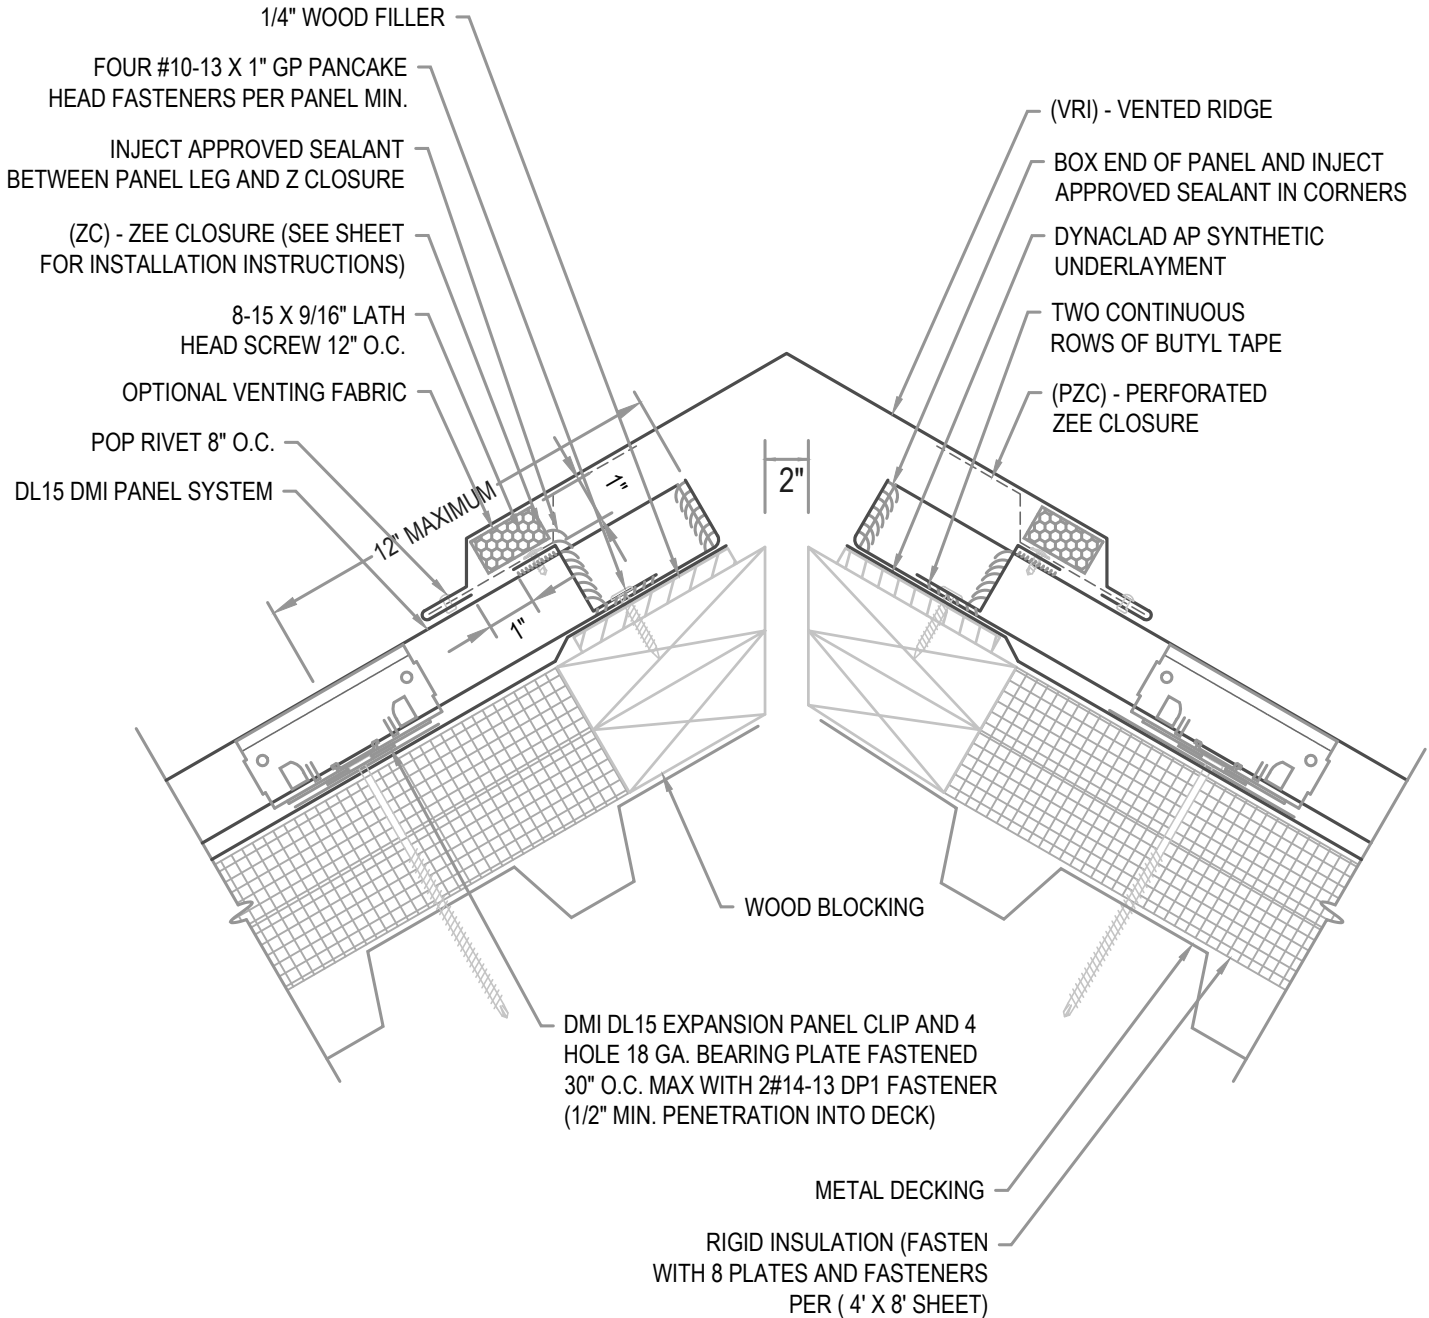 1/4" WOOD FILLER
FOUR #10-13 X 1" GP PANCAKE
HEAD FASTENERS PER PANEL MIN.
INJECT APPROVED SEALANT
BETWEEN PANEL LEG AND Z CLOSURE
(ZC) - ZEE CLOSURE (SEE SHEET
FOR INSTALLATION INSTRUCTIONS)
8-15 X 9/16" LATH
HEAD SCREW 12" O.C.
OPTIONAL VENTING FABRIC
POP RIVET 8" O.C.
DL15 DMI PANEL SYSTEM
12" MAXIMUM
1"
1"
2"
(VRI) - VENTED RIDGE
BOX END OF PANEL AND INJECT
APPROVED SEALANT IN CORNERS
DYNACLAD AP SYNTHETIC
UNDERLAYMENT
TWO CONTINUOUS
ROWS OF BUTYL TAPE
(PZC) - PERFORATED
ZEE CLOSURE
WOOD BLOCKING
DMI DL15 EXPANSION PANEL CLIP AND 4
HOLE 18 GA. BEARING PLATE FASTENED
30" O.C. MAX WITH 2#14-13 DP1 FASTENER
(1/2" MIN. PENETRATION INTO DECK)
METAL DECKING
RIGID INSULATION (FASTEN
WITH 8 PLATES AND FASTENERS
PER ( 4' X 8' SHEET)